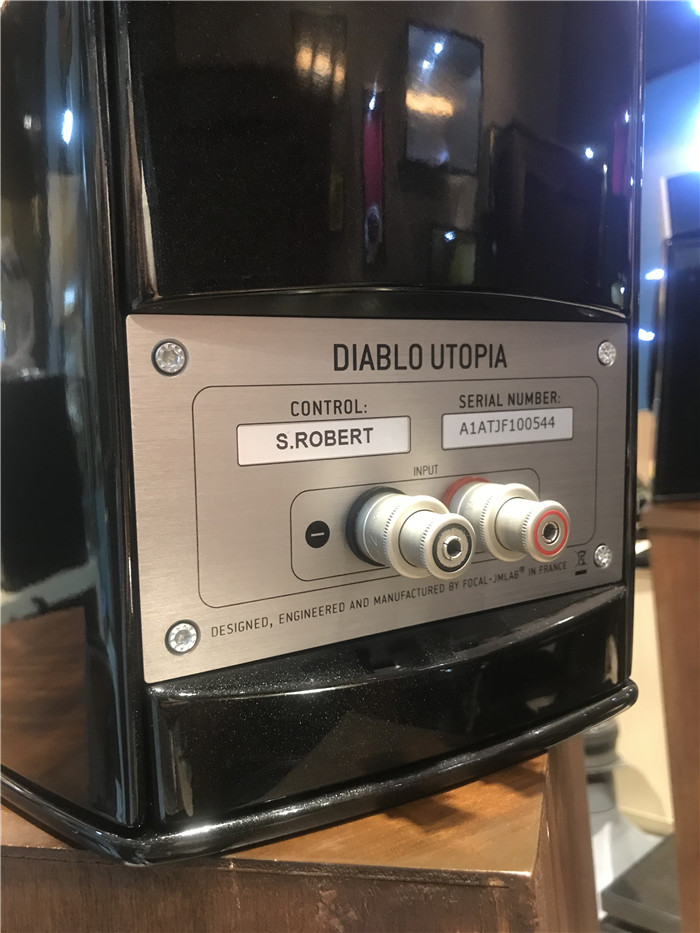 DIABLO UTOPIA
CONTROL:
S.ROBERT
SERIAL NUMBER:
A1ATJF100544
INPUT
DESIGNED, ENGINEERED AND MANUFACTURED BY FOCAL-JMLAB® IN FRANCE